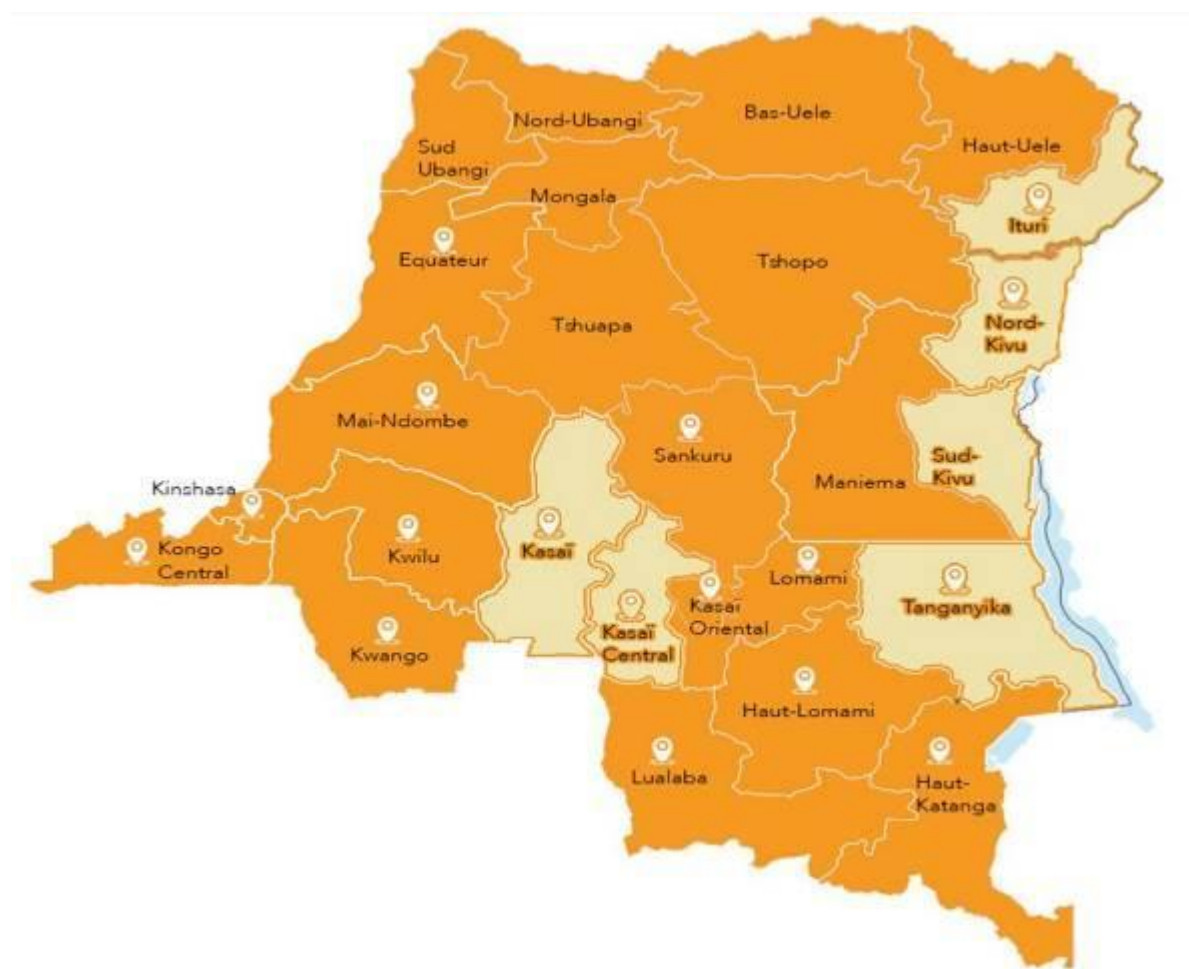 Bas-Uele
Nord-Ubangi
Sud
Ubangi
Haut-Uele
Mongala
Ituri
Equateur
Tshopo
Tshuapa
Nord-
Kivu
Mai-Ndombe
Sankuru
Sud-
Kivu
Maniema
Kinshasa
Kongo
Central
Kwilu
Kasaï
Lomami
Kasaï
Oriental
Tanganyika
Kasaï
Central
Kwango
Haut-Lomami
Lualaba
Haut-
Katanga